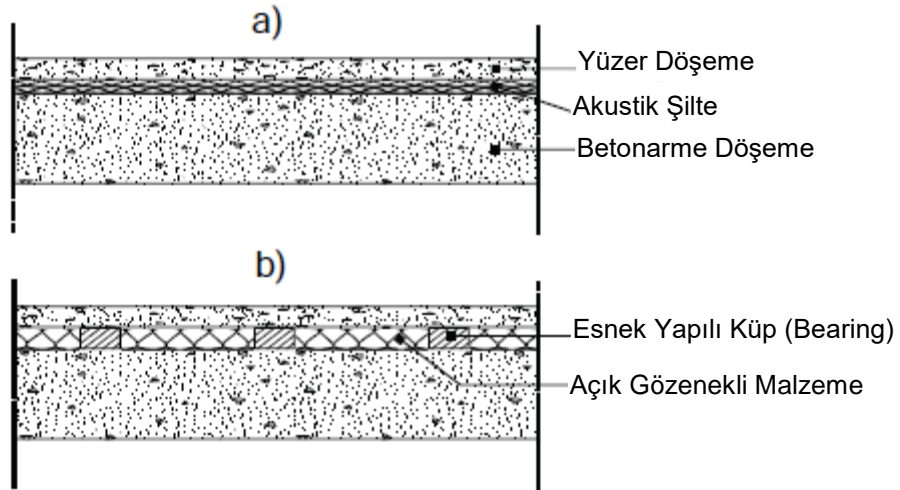 a)
Yüzer Döşeme
Akustik Şilte
Betonarme Döşeme
b)
Esnek Yapılı Küp (Bearing)
Açık Gözenekli Malzeme